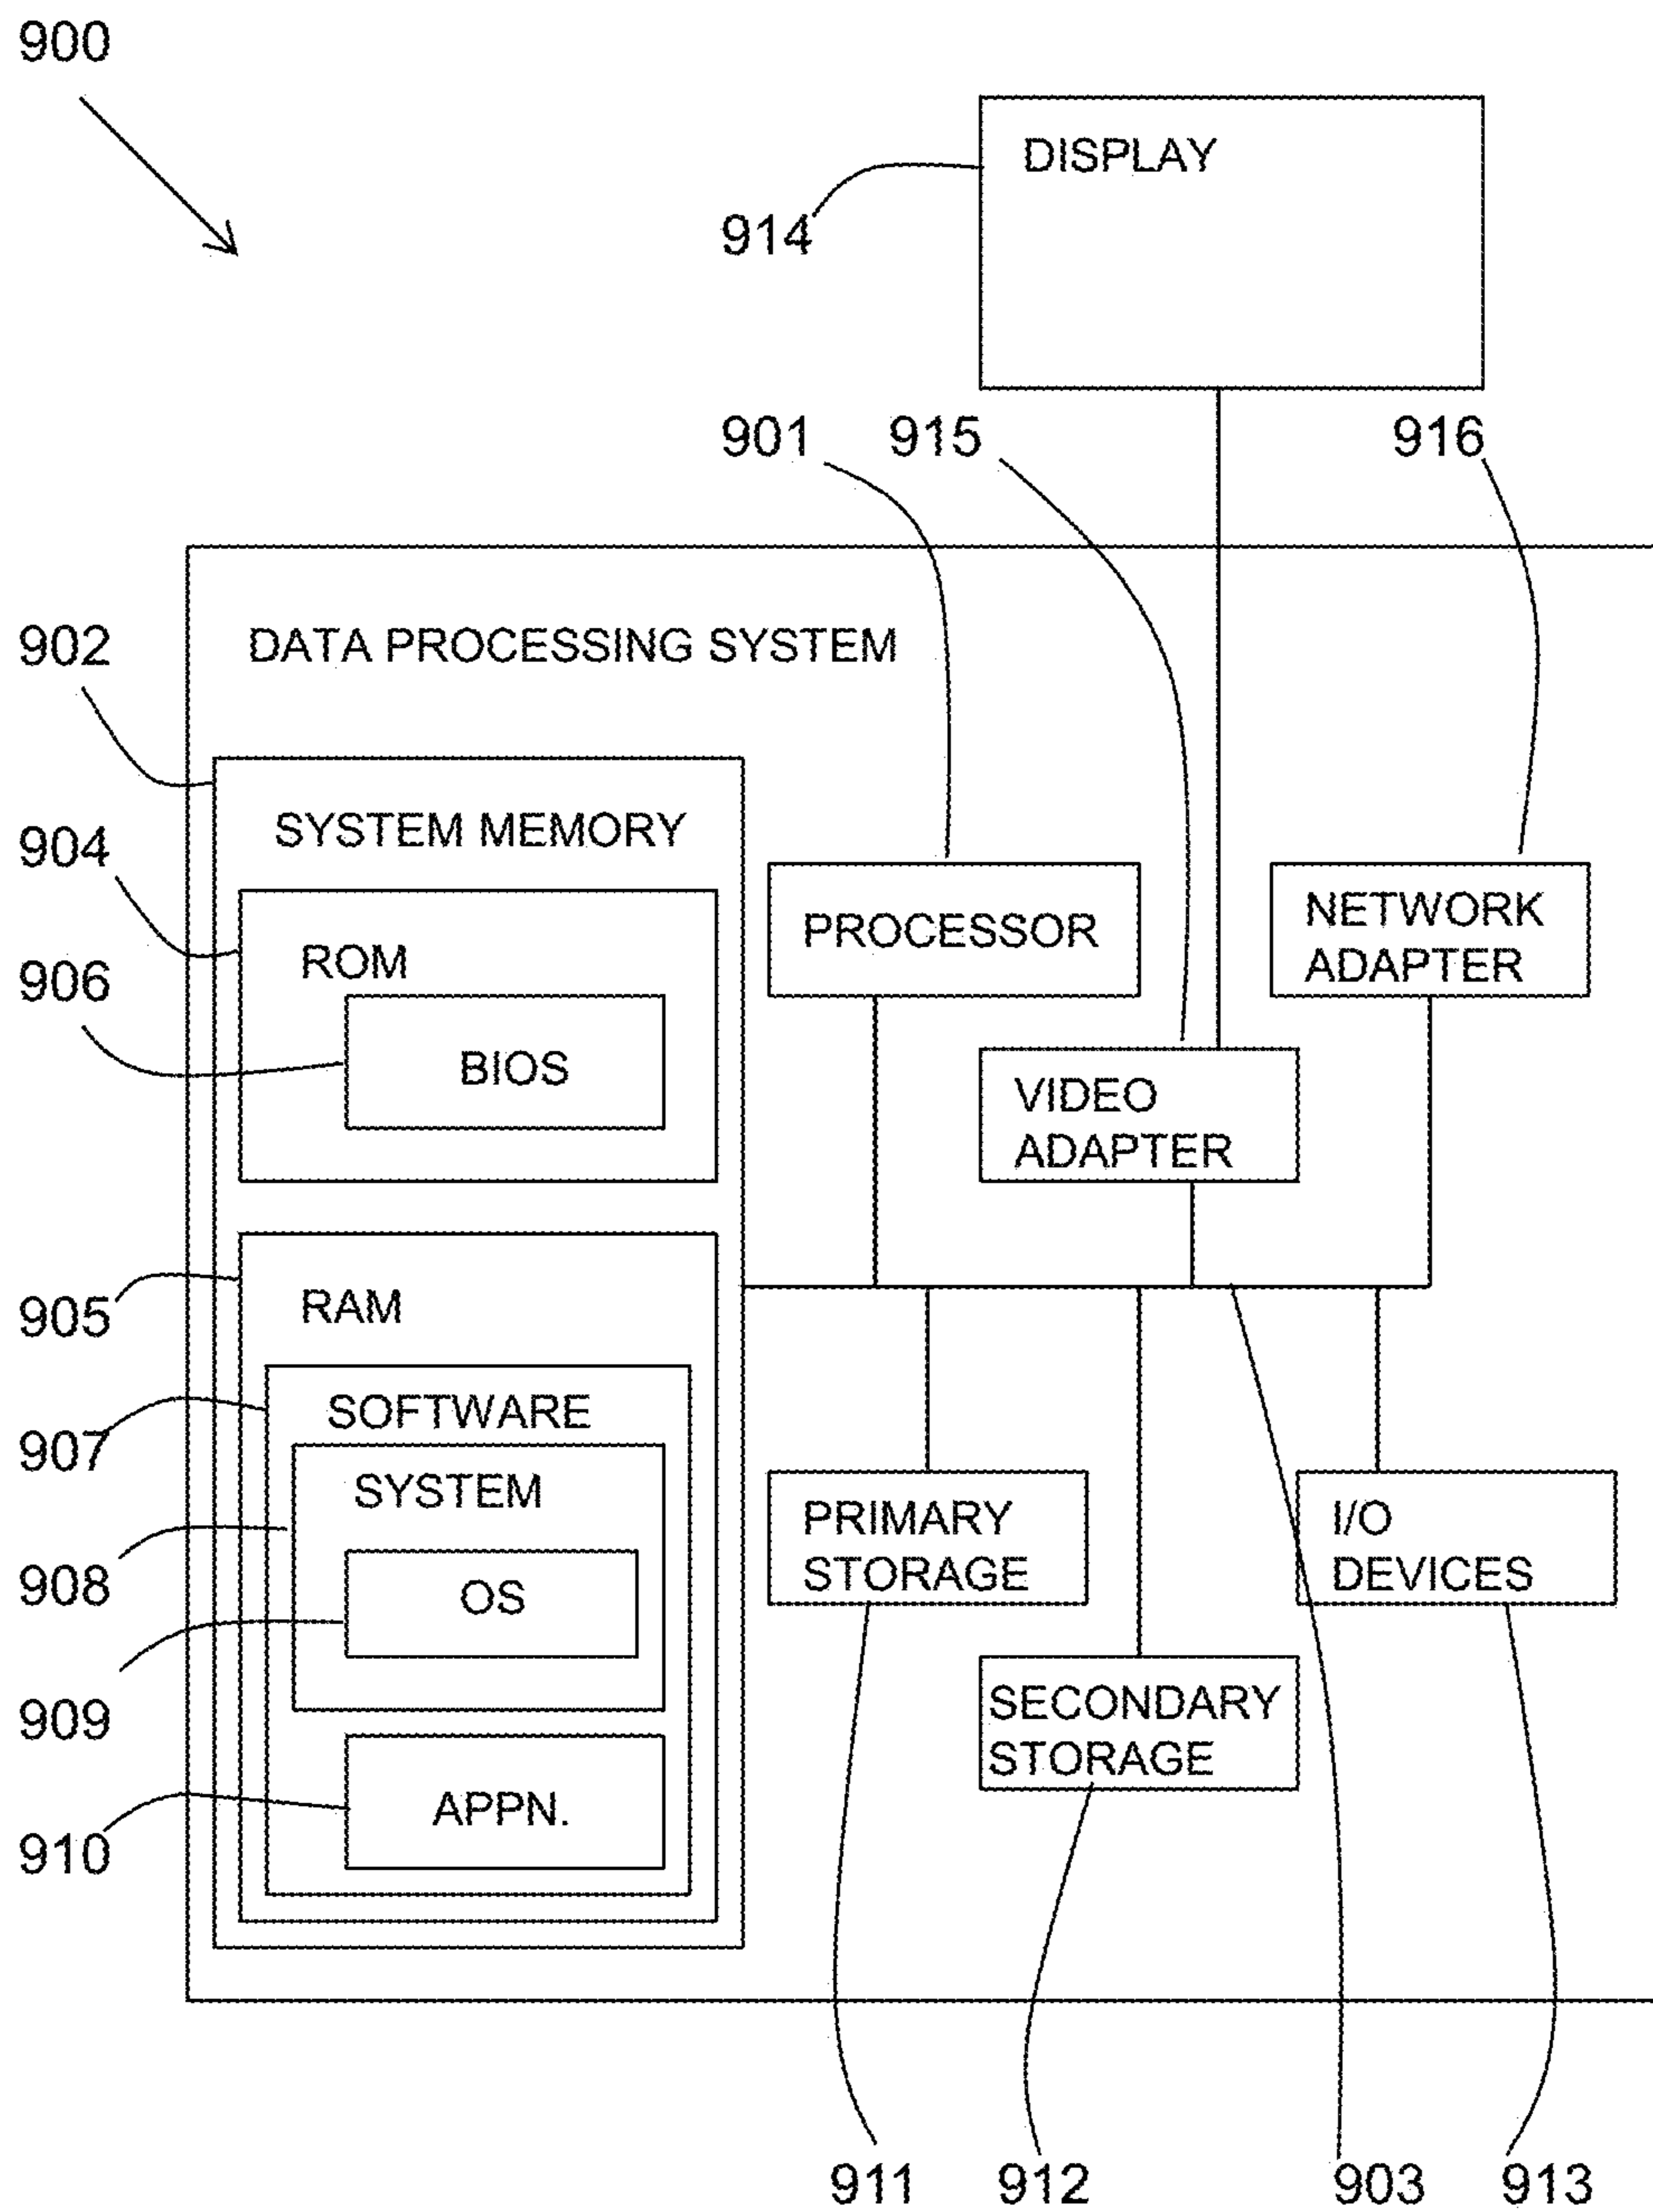 900
DISPLAY
914
901
915
916
902
DATA PROCESSING SYSTEM
SYSTEM MEMORY
904
ROM
906
BIOS
PROCESSOR
NETWORK
ADAPTER
VIDEO
ADAPTER
905
RAM
907
SOFTWARE
SYSTEM
908
OS
909
APPN.
910
PRIMARY
STORAGE
I/O
DEVICES
SECONDARY
STORAGE
911
912
903
913